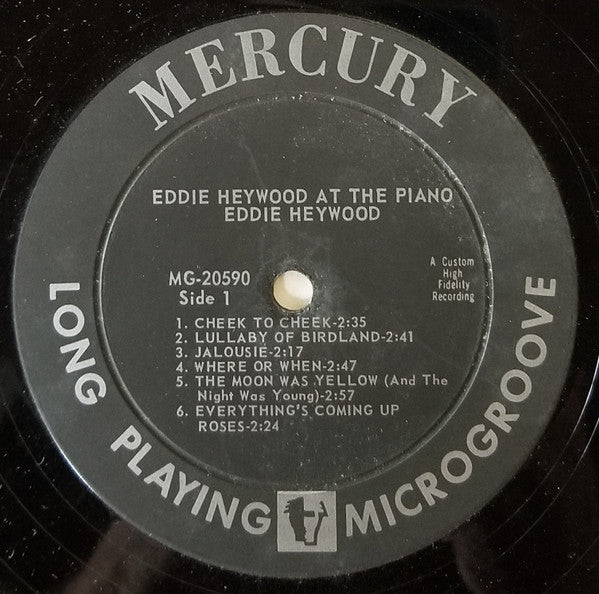 MERCURY
EDDIE HEYWOOD AT THE PIANO
EDDIE HEYWOOD
MG-20590
Side 1
A Custom
High
Fidelity
Recording
1. CHEEK TO CHEEK-2:35
2. LULLABY OF BIRDLAND-2:41
3. JALOUSIE-2:17
4. WHERE OR WHEN-2:47
5. THE MOON WAS YELLOW (And The
Night Was Young)-2:57
6. EVERYTHING'S COMING UP
ROSES-2:24
LONG PLAYING MICROGROOVE